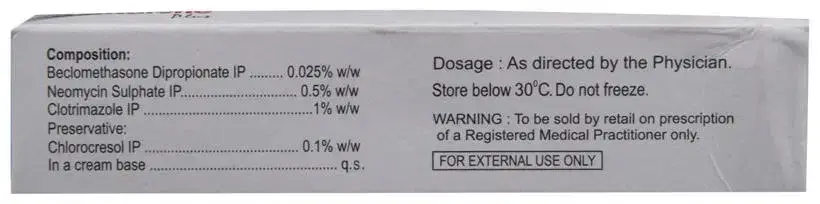 Composition:
Beclomethasone Dipropionate IP ......... 0.025% w/w
Neomycin Sulphate IP............................. 0.5% w/w
Clotrimazole IP ..........................................1% w/w
Preservative:
Chlorocresol IP ....................................... 0.1% w/w
In a cream base ............................................... q.s.
Dosage : As directed by the Physician.
Store below 30⁰C. Do not freeze.
WARNING : To be sold by retail on prescription
of a Registered Medical Practitioner only.
FOR EXTERNAL USE ONLY